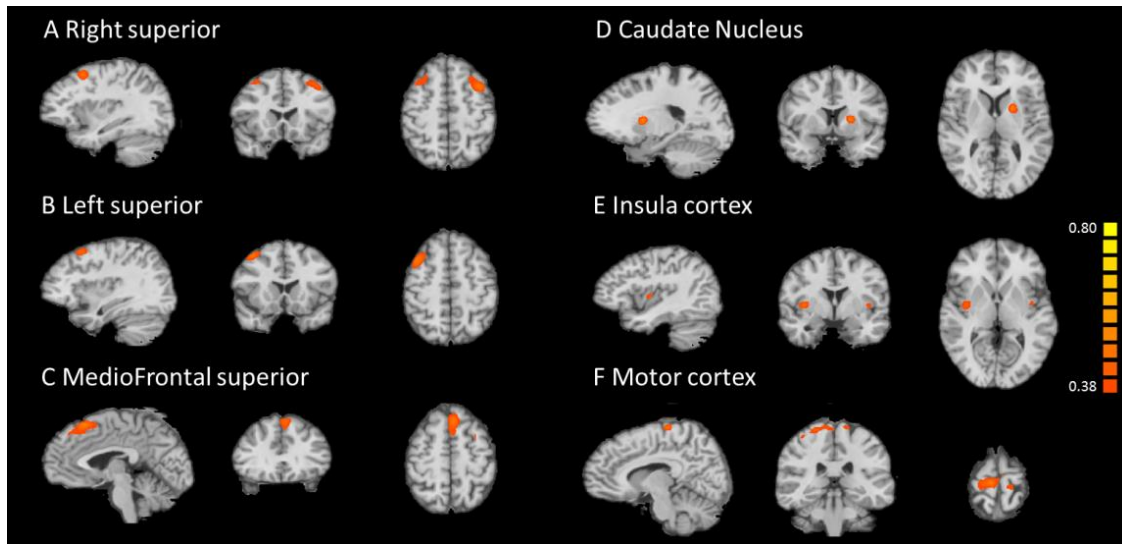 A Right superior
D Caudate Nucleus
B Left superior
E Insula cortex
0.80
C MedioFrontal superior
F Motor cortex
0.38